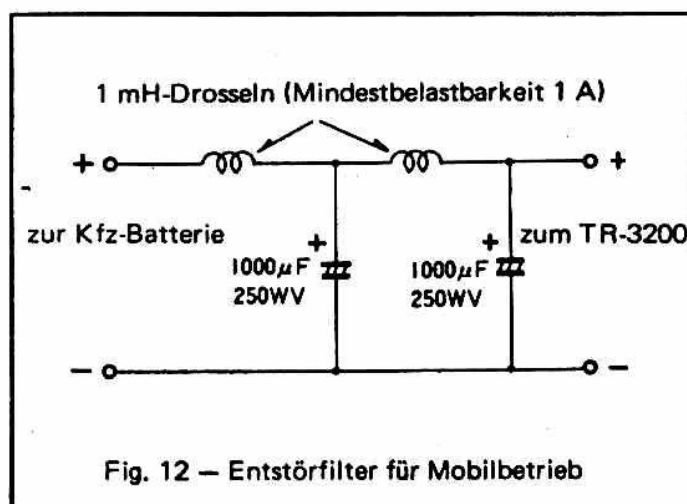 1 mH-Drosseln (Mindestbelastbarkeit 1 A)
+ +
zur Kfz-Batterie
+
1000μF
250WV
+
1000μF
250WV
zum TR-3200
− −
Fig. 12 — Entstörfilter für Mobilbetrieb